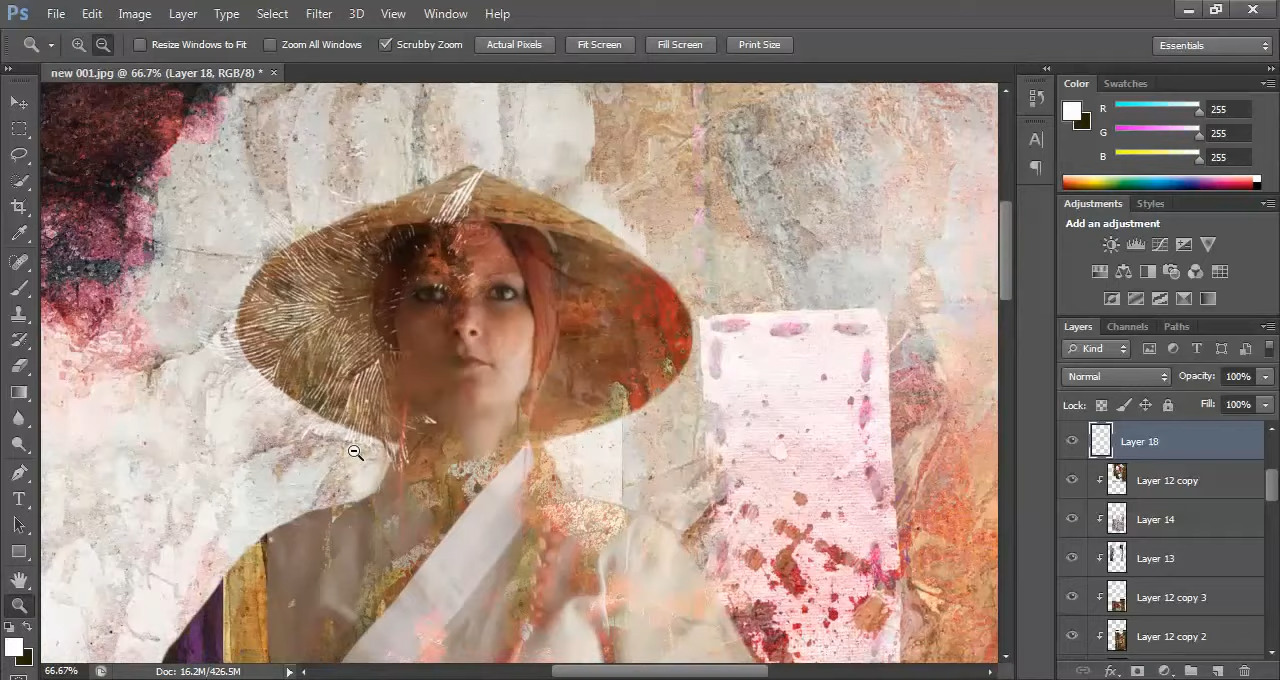 Ps File Edit Image Layer Type Select Filter 3D View Window Help
Resize Windows to Fit Zoom All Windows Scrubby Zoom Actual Pixels Fit Screen Fill Screen Print Size Essentials
new 001.jpg @ 66.7% (Layer 18, RGB/8) * ×
Color Swatches
R 255
G 255
B 255
Adjustments Styles
Add an adjustment
Layers Channels Paths
Kind
Normal Opacity: 100%
Lock: Fill: 100%
Layer 18
Layer 12 copy
Layer 14
Layer 13
Layer 12 copy 3
Layer 12 copy 2
66.67% Doc: 16.2M/426.5M